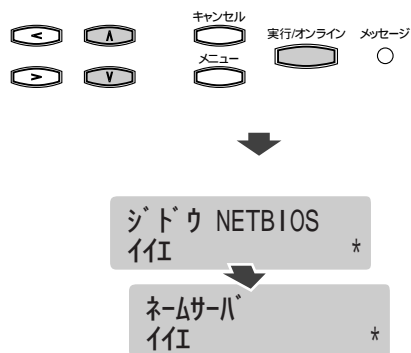 キャンセル
実行/オンライン メッセージ
< ∧
メニュー
> ∨
ジドウ NETBIOS
イイエ *
ネームサーバ
イイエ *